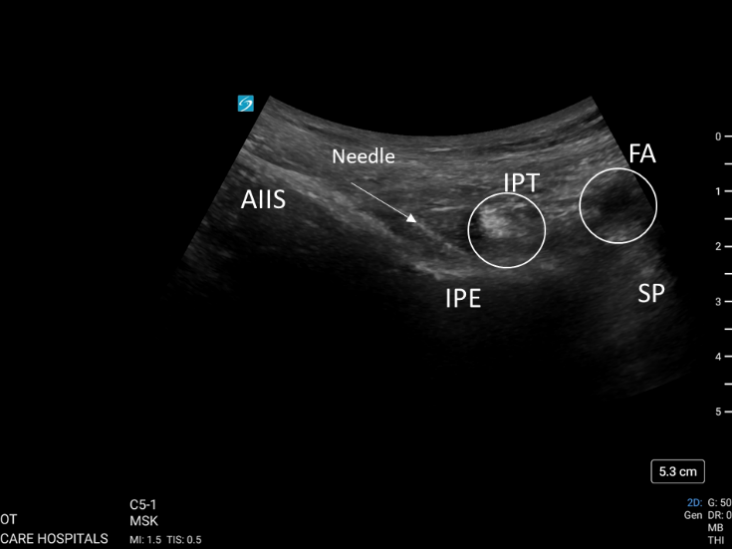 Needle
FA
IPT
AIIS
IPE
SP
0
1
2
3
4
5
5.3 cm
C5-1
MSK
OT
CARE HOSPITALS
MI: 1.5 TIS: 0.5
2D: G: 50
Gen DR: 0
MB
THI